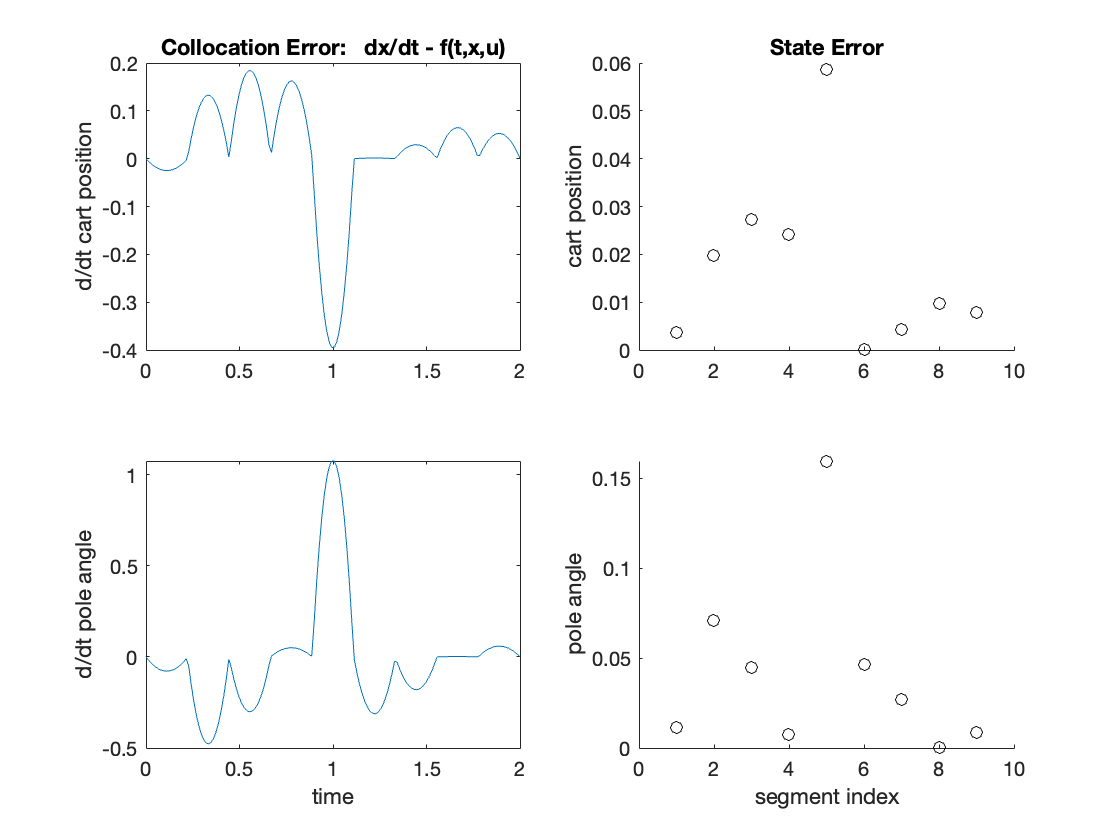 Collocation Error:   dx/dt - f(t,x,u)
d/dt cart position
0.2
0.1
0
-0.1
-0.2
-0.3
-0.4
0 0.5 1 1.5 2
State Error
cart position
0.06
0.05
0.04
0.03
0.02
0.01
0
0 2 4 6 8 10
d/dt pole angle
1
0.5
0
-0.5
0 0.5 1 1.5 2
time
pole angle
0.15
0.1
0.05
0
0 2 4 6 8 10
segment index